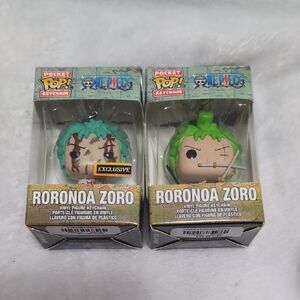 POCKET
POP!
KEYCHAIN
ONE PIECE
EXCLUSIVE
RORONOA ZORO
VINYL FIGURE KEYCHAIN
PORTE-CLÉ FIGURINE EN VINYLE
LLAVERO CON FIGURA DE PLÁSTICO
POCKET
POP!
KEYCHAIN
ONE PIECE
RORONOA ZORO
VINYL FIGURE KEYCHAIN
PORTE-CLÉ FIGURINE EN VINYLE
LLAVERO CON FIGURA DE PLÁSTICO